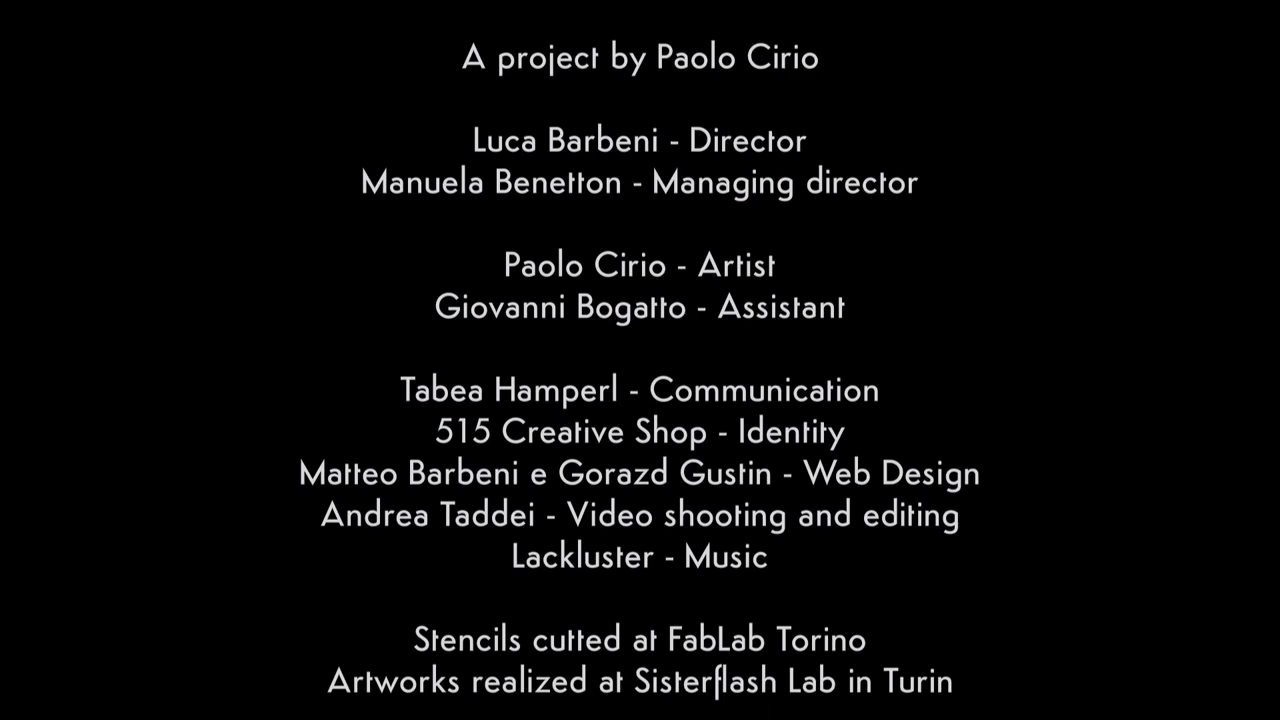 A project by Paolo Cirio
Luca Barbeni - Director
Manuela Benetton - Managing director
Paolo Cirio - Artist
Giovanni Bogatto - Assistant
Tabea Hamperl - Communication
515 Creative Shop - Identity
Matteo Barbeni e Gorazd Gustin - Web Design
Andrea Taddei - Video shooting and editing
Lackluster - Music
Stencils cutted at FabLab Torino
Artworks realized at Sisterflash Lab in Turin